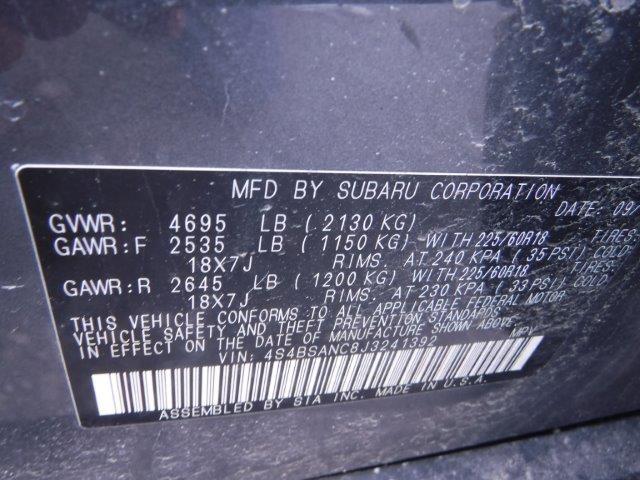 MFD BY SUBARU CORPORATION
DATE: 09/
GVWR: 4695 LB ( 2130 KG)
GAWR:F 2535 LB ( 1150 KG) WITH 225/60R18 TIRES:
18X7J RIMS. AT 240 KPA ( 35 PSI) COLD
GAWR:R 2645 LB ( 1200 KG) WITH 225/60R18 TIRES:
18X7J RIMS. AT 230 KPA ( 33 PSI) COLD
THIS VEHICLE CONFORMS TO ALL APPLICABLE FEDERAL MOTOR
VEHICLE SAFETY AND THEFT PREVENTION STANDARDS
IN EFFECT ON THE DATE OF MANUFACTURE SHOWN ABOVE.
VIN: 4S4BSANC8J3241392 MPV
ASSEMBLED BY SIA INC. MADE IN U.S.A.